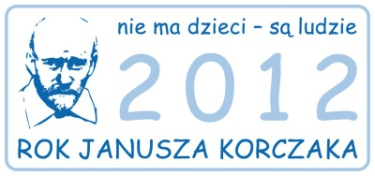 nie ma dzieci – są ludzie
2012
ROK JANUSZA KORCZAKA